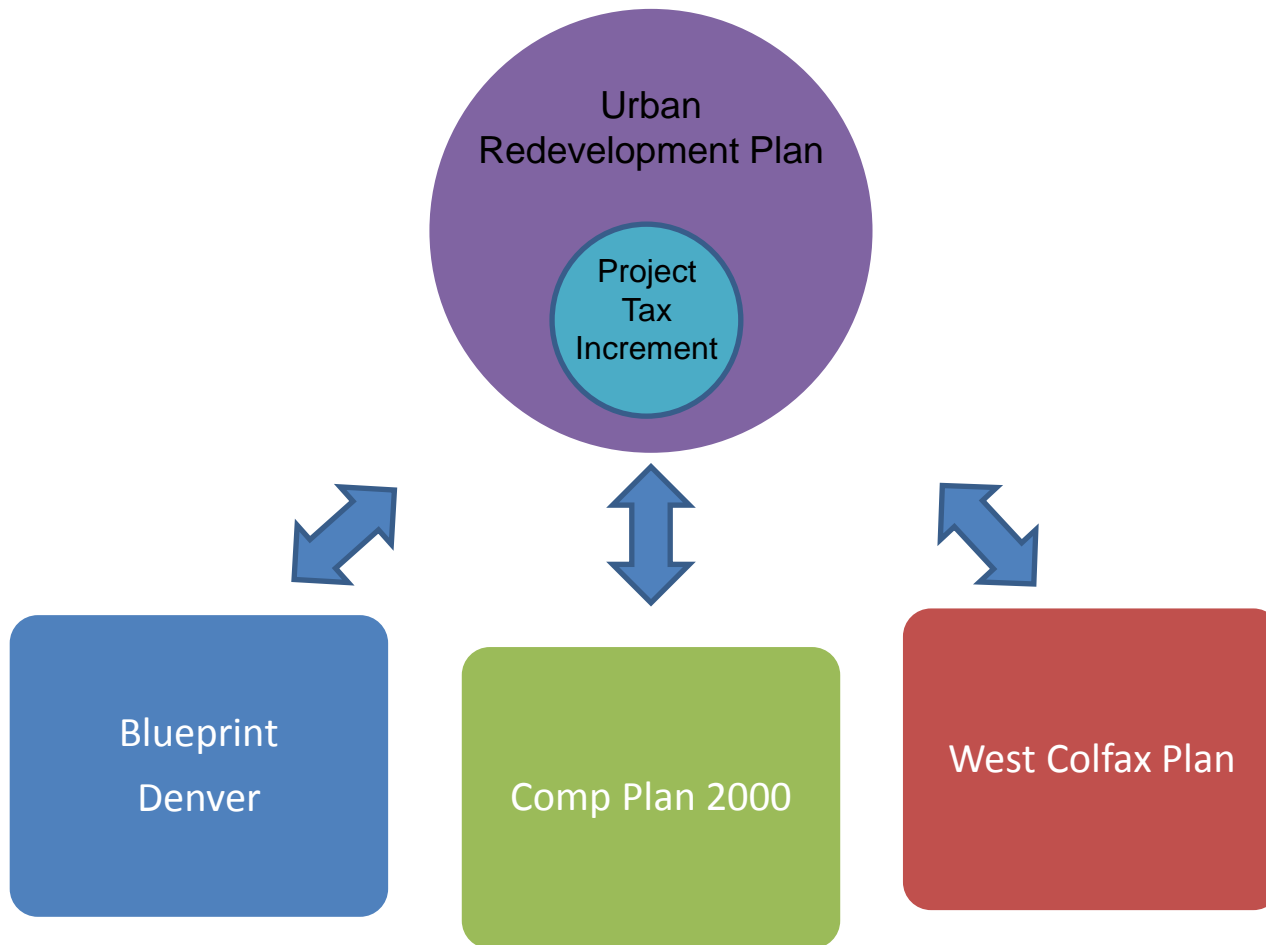 Urban
Redevelopment Plan
Project
Tax
Increment
Blueprint
Denver
Comp Plan 2000
West Colfax Plan